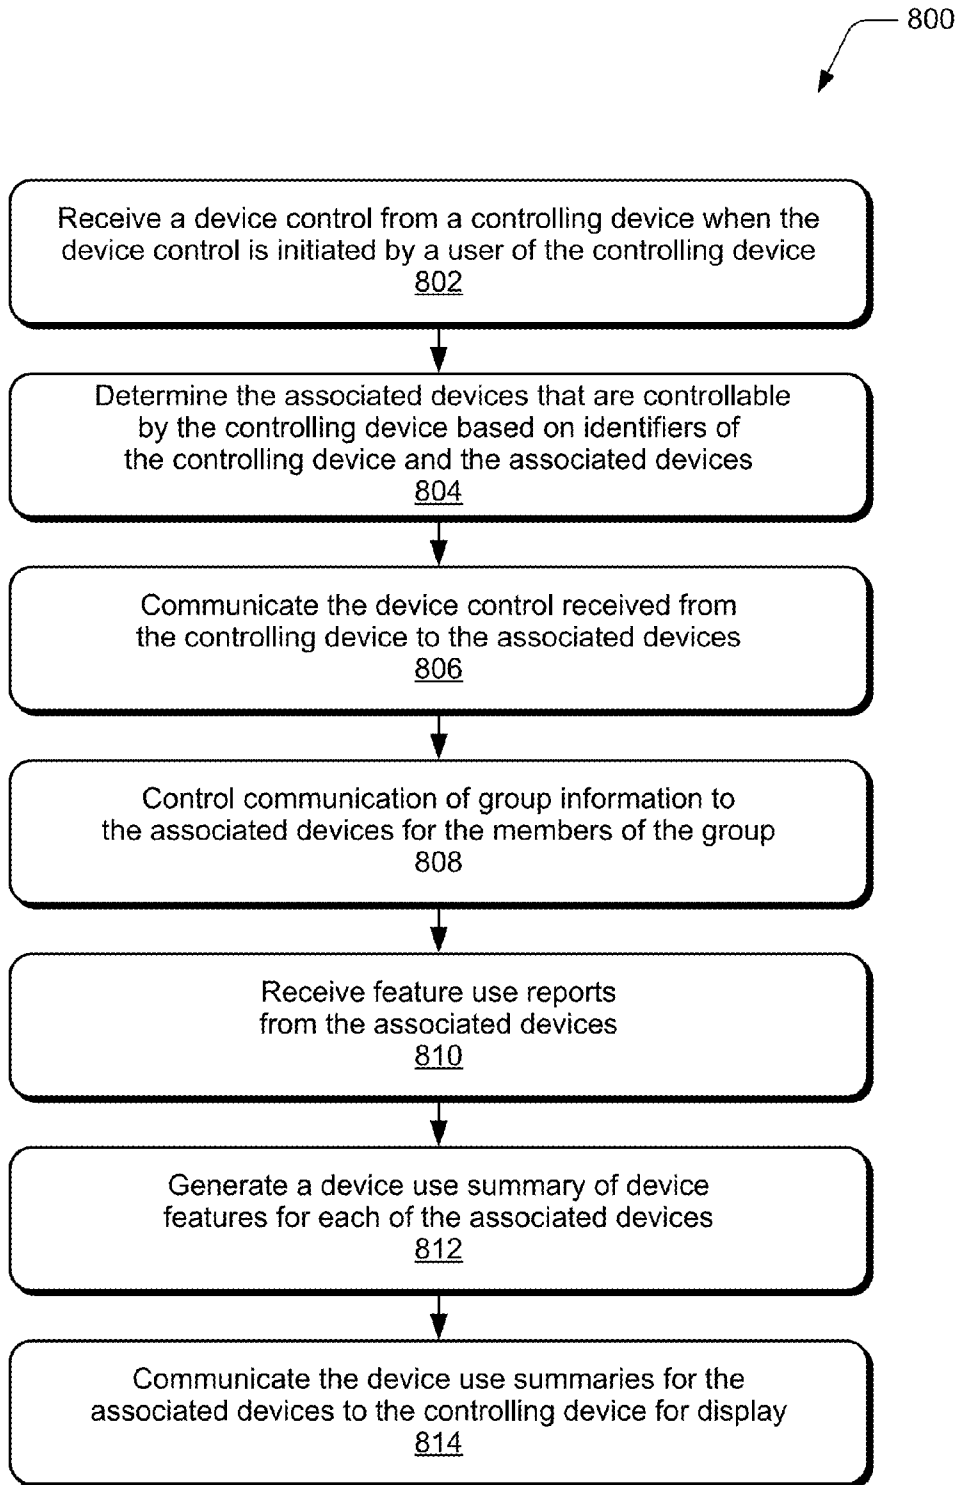 800
Receive a device control from a controlling device when the
device control is initiated by a user of the controlling device
802
Determine the associated devices that are controllable
by the controlling device based on identifiers of
the controlling device and the associated devices
804
Communicate the device control received from
the controlling device to the associated devices
806
Control communication of group information to
the associated devices for the members of the group
808
Receive feature use reports
from the associated devices
810
Generate a device use summary of device
features for each of the associated devices
812
Communicate the device use summaries for the
associated devices to the controlling device for display
814